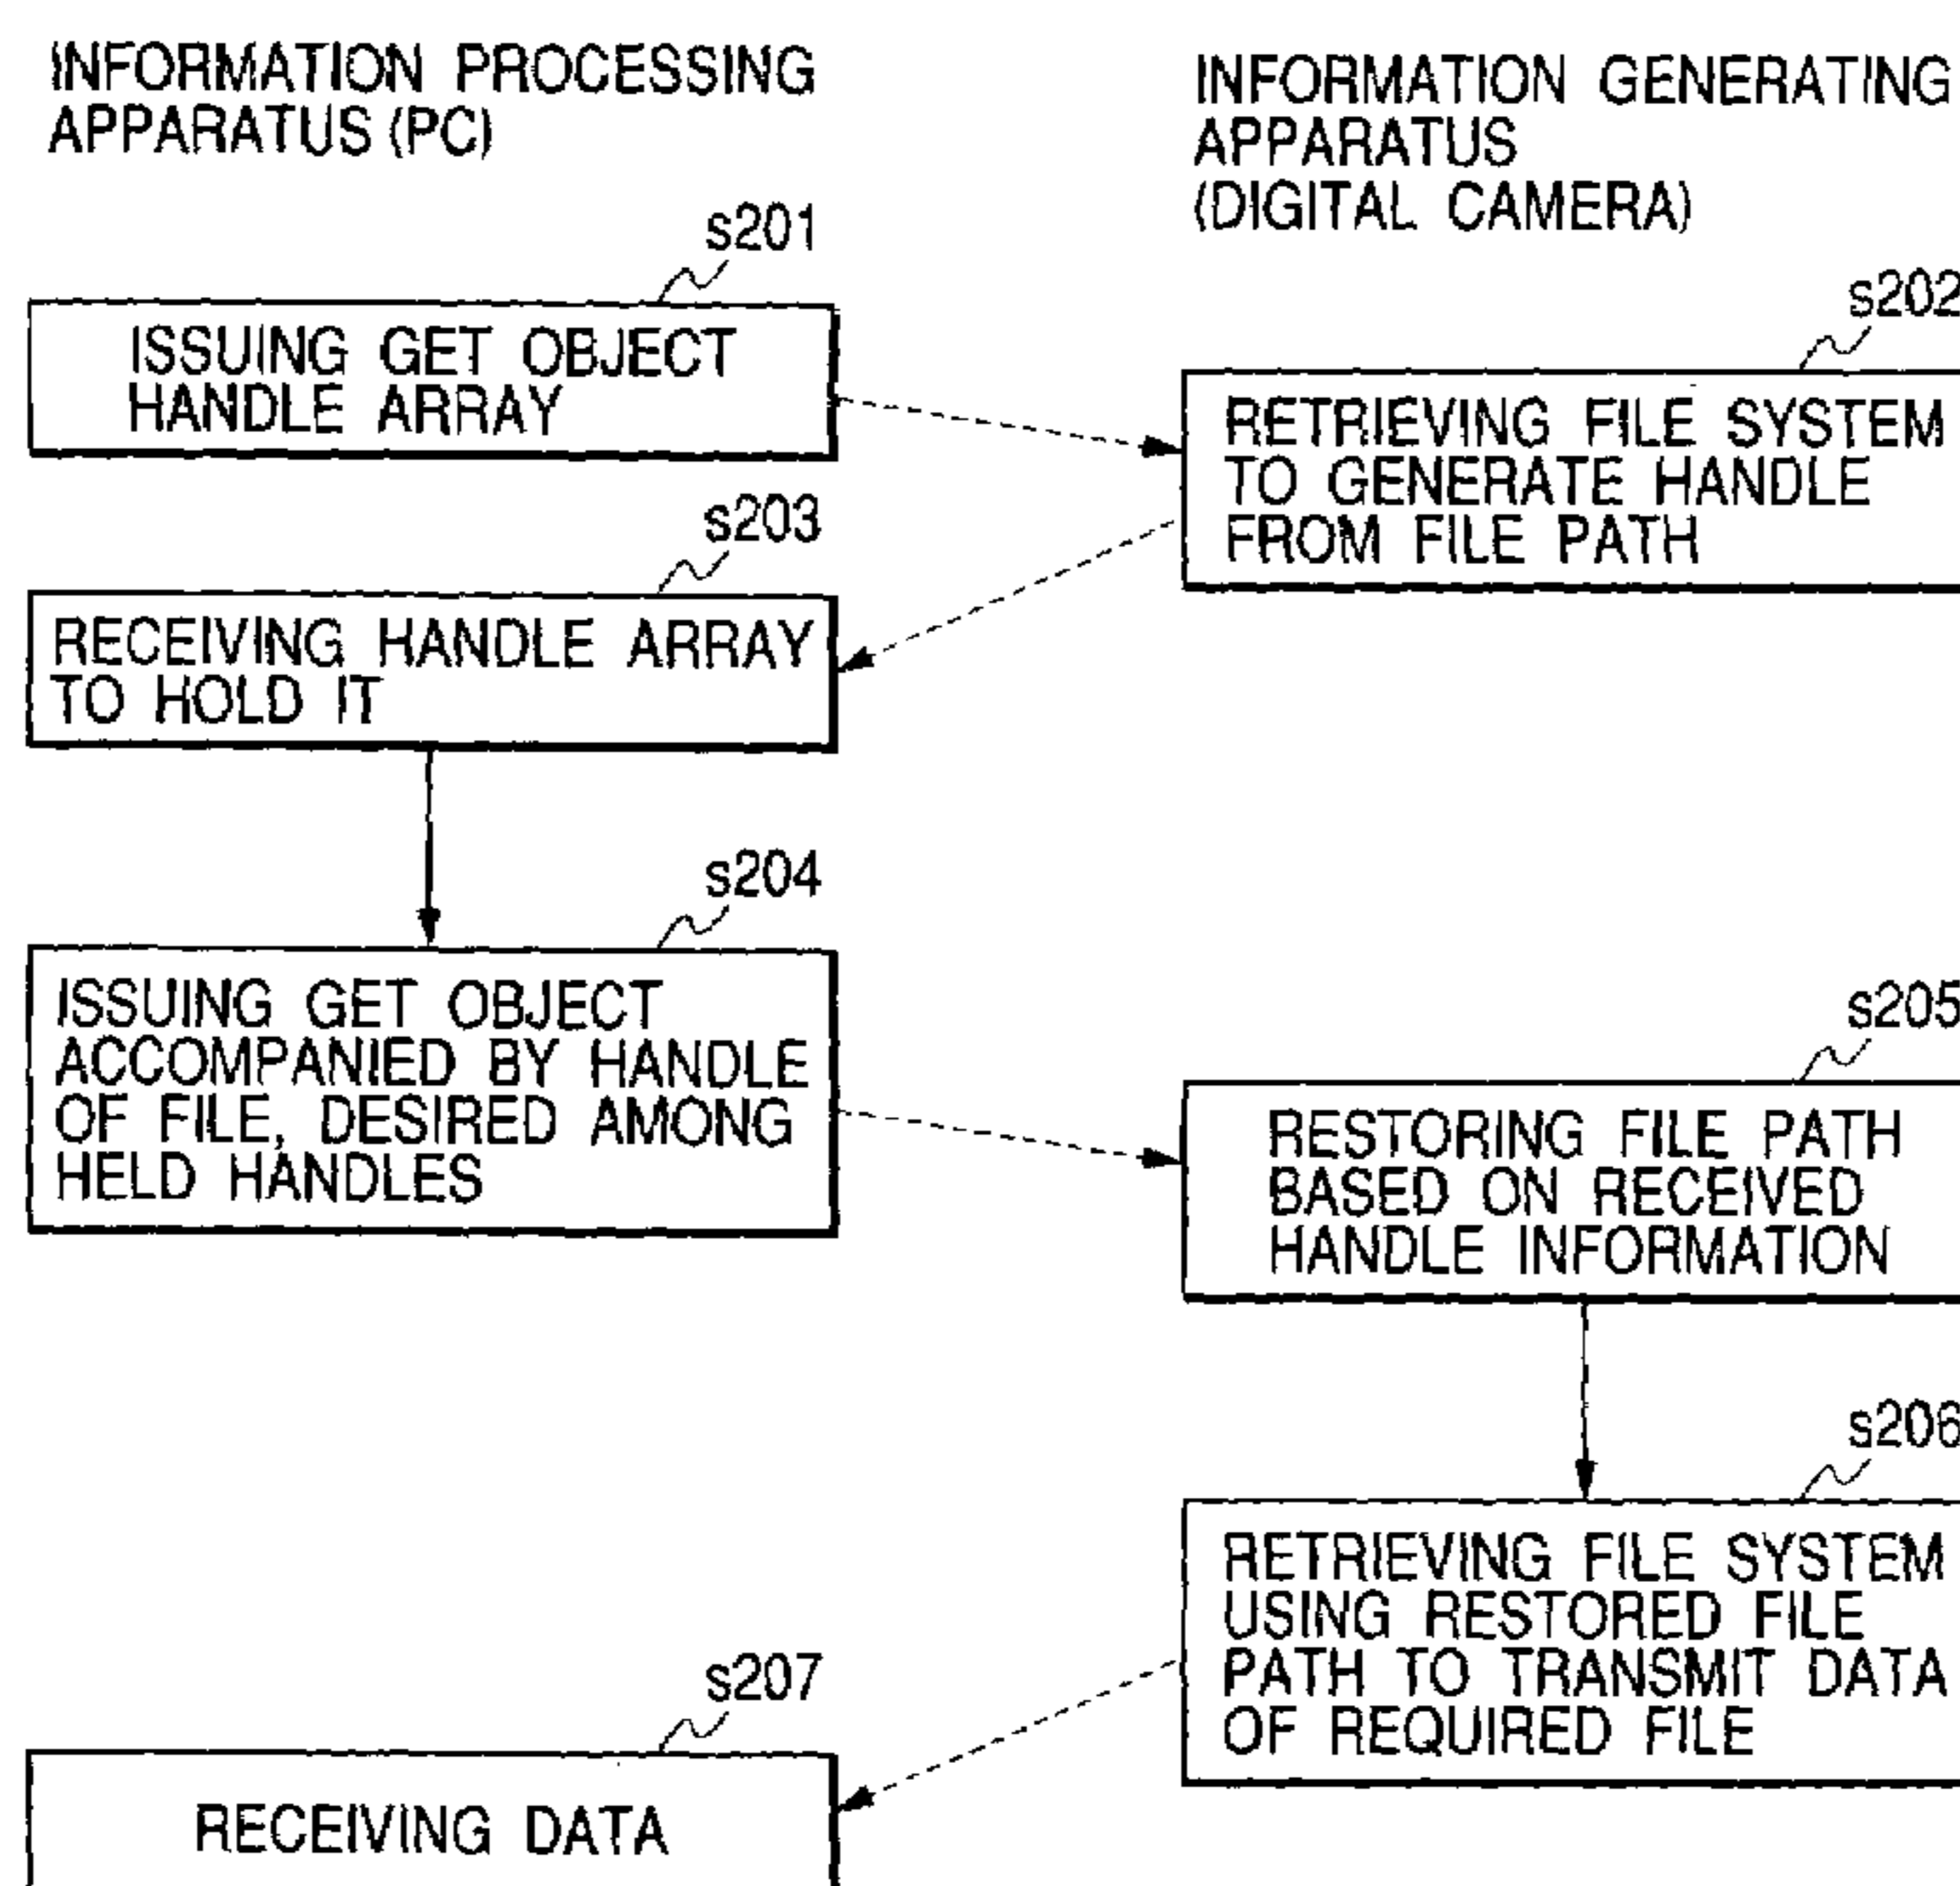 INFORMATION PROCESSING
APPARATUS (PC)
INFORMATION GENERATING
APPARATUS
(DIGITAL CAMERA)
s201
ISSUING GET OBJECT
HANDLE ARRAY
s202
RETRIEVING FILE SYSTEM
TO GENERATE HANDLE
FROM FILE PATH
s203
RECEIVING HANDLE ARRAY
TO HOLD IT
s204
ISSUING GET OBJECT
ACCOMPANIED BY HANDLE
OF FILE, DESIRED AMONG
HELD HANDLES
s205
RESTORING FILE PATH
BASED ON RECEIVED
HANDLE INFORMATION
s206
RETRIEVING FILE SYSTEM
USING RESTORED FILE
PATH TO TRANSMIT DATA
OF REQUIRED FILE
s207
RECEIVING DATA